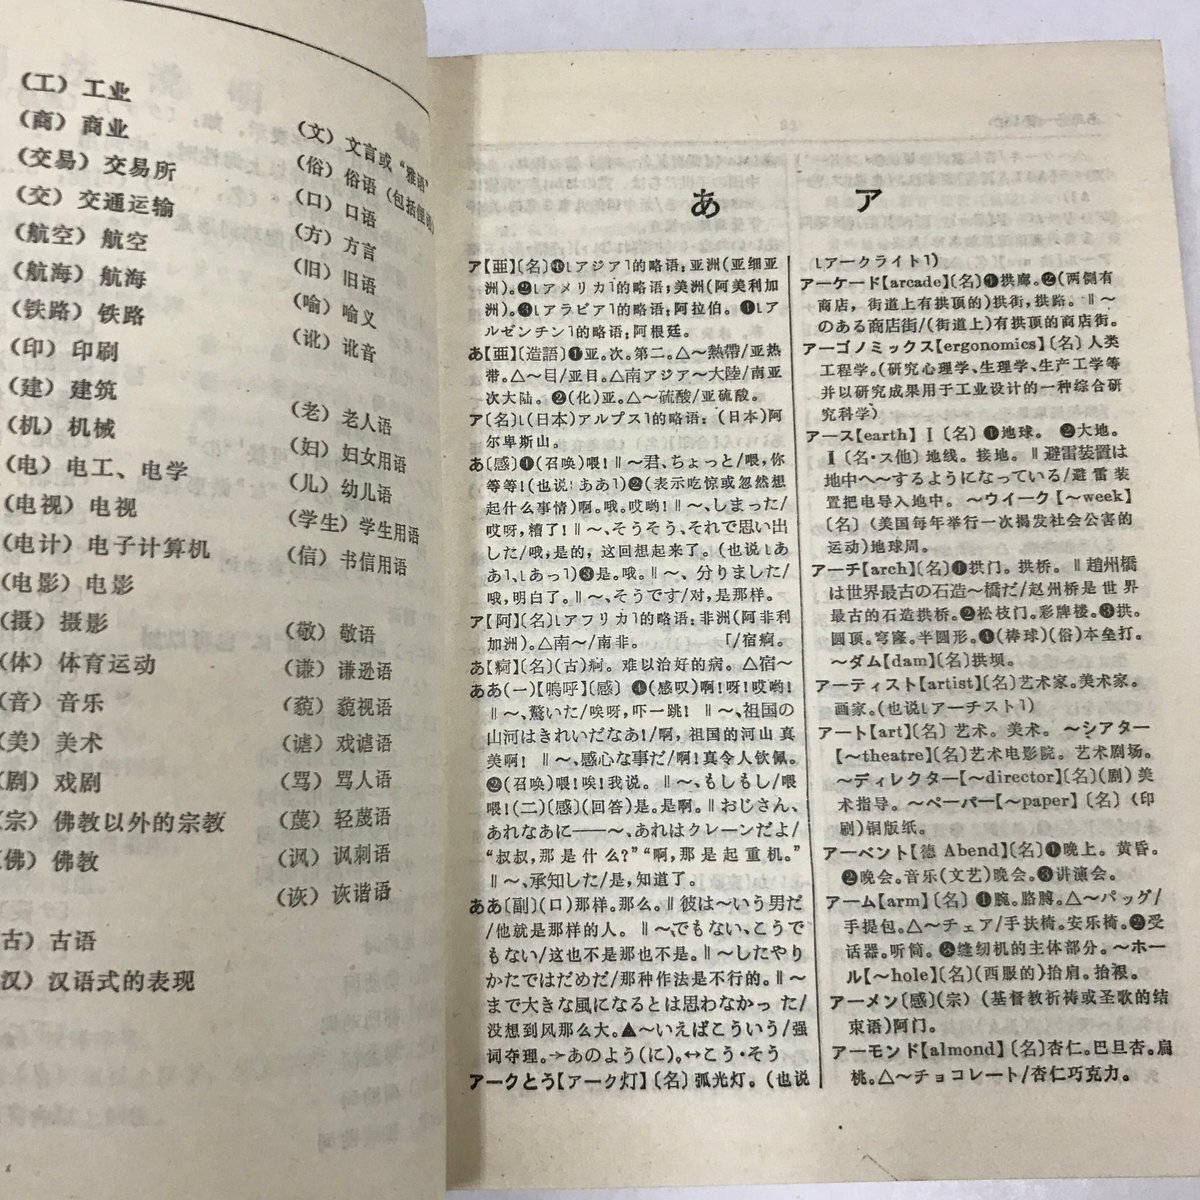 (工) 工业
(商) 商业
(交易) 交易所
(交) 交通运输
(航空) 航空
(航海) 航海
(铁路) 铁路
(印) 印刷
(建) 建筑
(机) 机械
(电) 电工、电学
(电视) 电视
(电计) 电子计算机
(电影) 电影
(摄) 摄影
(体) 体育运动
(音) 音乐
(美) 美术
(剧) 戏剧
(宗) 佛教以外的宗教
(佛) 佛教
(古) 古语
(汉) 汉语式的表现
(文) 文言或“雅语”
(俗) 俗语 (包括俚语)
(口) 口语
(方) 方言
(旧) 旧语
(喻) 喻义
(讹) 讹音
(老) 老人语
(妇) 妇女用语
(儿) 幼儿语
(学生) 学生用语
(信) 书信用语
(敬) 敬语
(谦) 谦逊语
(藐) 藐视语
(谑) 戏谑语
(骂) 骂人语
(蔑) 轻蔑语
(讽) 讽刺语
(诙) 诙谐语
あ ア
ア【亜】〔名〕❶⌊アジア⌉的略语;亚洲(亚细亚
洲)。❷⌊アメリカ⌉的略语;美洲(阿美利加
洲)。❸⌊アラビア⌉的略语;阿拉伯。❹⌊ア
ルゼンチン⌉的略语;阿根廷。
あ【亜】〔造語〕❶亚。次。第二。△～熱帶/亚热
带。△～目/亚目。△南アジア～大陸/南亚
次大陆。❷(化)亚。△～硫酸/亚硫酸。
ア〔名〕⌊(日本)アルプス⌉的略语: (日本)阿
尔卑斯山。
あ〔感〕❶(召唤)喂!‖～君、ちょっと/喂,你
等等!(也说⌊ああ⌉)❷(表示吃惊或忽然想
起什么事情)啊。哦。哎哟!‖～、しまった/
哎呀,糟了!‖～、そうそう、それで思い出
した/哦,是的, 这回想起来了。(也说⌊あ
あ⌉、⌊あっ⌉)❸是。哦。‖～、分りました/
哦,明白了。‖～、そうです/对,是那样。
ア【阿】〔名〕⌊アフリカ⌉的略语: 非洲(阿非利
加洲)。△南～/南非。 「/宿痾。
あ【痾】〔名〕(古)痾。难以治好的病。△宿～
ああ(一)【嗚呼】〔感〕❶(感叹)啊!呀!哎哟!
‖～、驚いた/唉呀,吓一跳! ‖～、祖国の
山河はきれいだなあ!/啊, 祖国的河山真
美啊! ‖～、感心な事だ/啊!真令人钦佩。
❷(召唤)喂!唉!我说。‖～、もしもし/喂
喂!(二)〔感〕(回答)是。是啊。‖おじさん、
あれなあに——～、あれはクレーンだよ/
“叔叔,那是什么?”“啊,那是起重机。”
‖～、承知した/是,知道了。
ああ〔副〕(口)那样。那么。‖彼は～いう男だ
/他就是那样的人。 ‖～でもない、こうで
もない/这也不是那也不是。‖～したやり
かたではだめだ/那种作法是不行的。‖～
まで大きな風になるとは思わなかった/
没想到风那么大。▲～いえばこういう/强
词夺理。→あのよう(に)。↔こう・そう
アークとう【アーク灯】〔名〕弧光灯。(也说
⌊アークライト⌉)
アーケード【arcade】〔名〕❶拱廊。❷(两侧有
商店, 街道上有拱顶的)拱街,拱路。‖～
のある商店街/(街道上)有拱顶的商店街。
アーゴノミックス【ergonomics】〔名〕人类
工程学。(研究心理学、生理学、生产工学等
并以研究成果用于工业设计的一种综合研
究科学)
アース【earth】Ⅰ〔名〕❶地球。 ❷大地。
Ⅱ〔名・ス他〕地线。接地。‖避雷装置は
地中へ～するようになっている/避雷装
置把电导入地中。～ウイーク【～week】
〔名〕(美国每年举行一次揭发社会公害的
运动)地球周。
アーチ【arch】〔名〕❶拱门。拱桥。‖趙州橋
は世界最古の石造～橋だ/赵州桥是世界
最古的石造拱桥。❷松枝门。彩牌楼。❸拱。
圆顶。穹窿。半圆形。❹(棒球)(俗)本垒打。
～ダム【dam】〔名〕拱坝。
アーティスト【artist】〔名〕艺术家。美术家。
画家。(也说⌊アーチスト⌉)
アート【art】〔名〕艺术。美术。～シアター
【～theatre】〔名〕艺术电影院。艺术剧场。
～ディレクター【～director】〔名〕(剧)美
术指导。～ペーパー【～paper】〔名〕(印
刷)铜版纸。
アーベント【德 Abend】〔名〕❶晚上。黄昏。
❷晚会。音乐(文艺)晚会。❸讲演会。
アーム【arm】〔名〕❶腕。胳膊。△～バッグ/
手提包。△～チェア/手扶椅。安乐椅。❷受
话器。听筒。❸缝纫机的主体部分。～ホー
ル【～hole】〔名〕(西服的)抬肩。抬裉。
アーメン〔感〕(宗) (基督教祈祷或圣歌的结
束语)阿门。
アーモンド【almond】〔名〕杏仁。巴旦杏。扁
桃。△～チョコレート/杏仁巧克力。